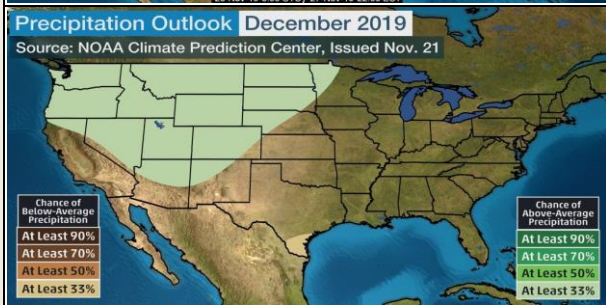 Precipitation Outlook December 2019
Source: NOAA Climate Prediction Center, Issued Nov. 21
Chance of
Below-Average
Precipitation
At Least 90%
At Least 70%
At Least 50%
At Least 33%
Chance of
Above-Average
Precipitation
At Least 90%
At Least 70%
At Least 50%
At Least 33%